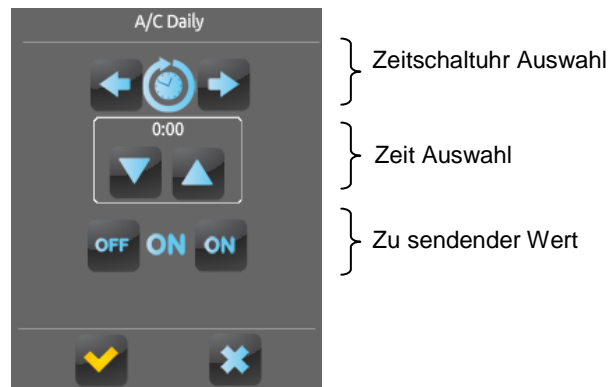 A/C Daily
Zeitschaltuhr Auswahl
0:00
Zeit Auswahl
OFF ON ON
Zu sendender Wert